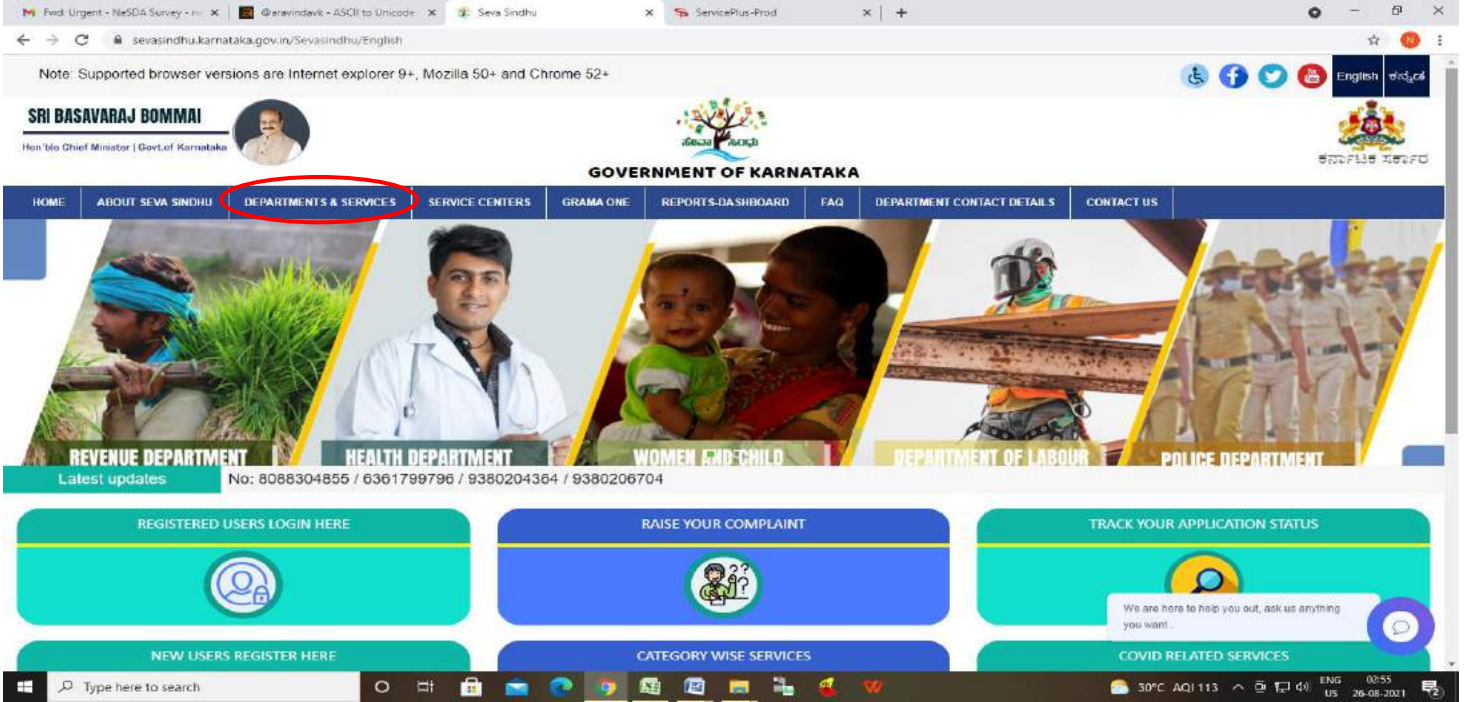 Fwd: Urgent - NeSDA Survey - n
@aravindavk - ASCII to Unicode
Seva Sindhu
ServicePlus-Prod
sevasindhu.karnataka.gov.in/Sevasindhu/English
N
Note: Supported browser versions are Internet explorer 9+, Mozilla 50+ and Chrome 52+
English ಕನ್ನಡ
SRI BASAVARAJ BOMMAI
Hon'ble Chief Minister | Govt.of Karnataka
ಸೇವಾ ಸಿಂಧು
GOVERNMENT OF KARNATAKA
ಕರ್ನಾಟಕ ಸರ್ಕಾರ
HOME ABOUT SEVA SINDHU DEPARTMENTS & SERVICES SERVICE CENTERS GRAMA ONE REPORTS-DASHBOARD FAQ DEPARTMENT CONTACT DETAILS CONTACT US
REVENUE DEPARTMENT HEALTH DEPARTMENT WOMEN AND CHILD DEPARTMENT OF LABOUR POLICE DEPARTMENT
Latest updates No: 8088304855 / 6361799796 / 9380204364 / 9380206704
REGISTERED USERS LOGIN HERE RAISE YOUR COMPLAINT TRACK YOUR APPLICATION STATUS
We are here to help you out, ask us anything
you want .
NEW USERS REGISTER HERE CATEGORY WISE SERVICES COVID RELATED SERVICES
Type here to search
30°C AQI 113
ENG
US
02:55
26-08-2021
2